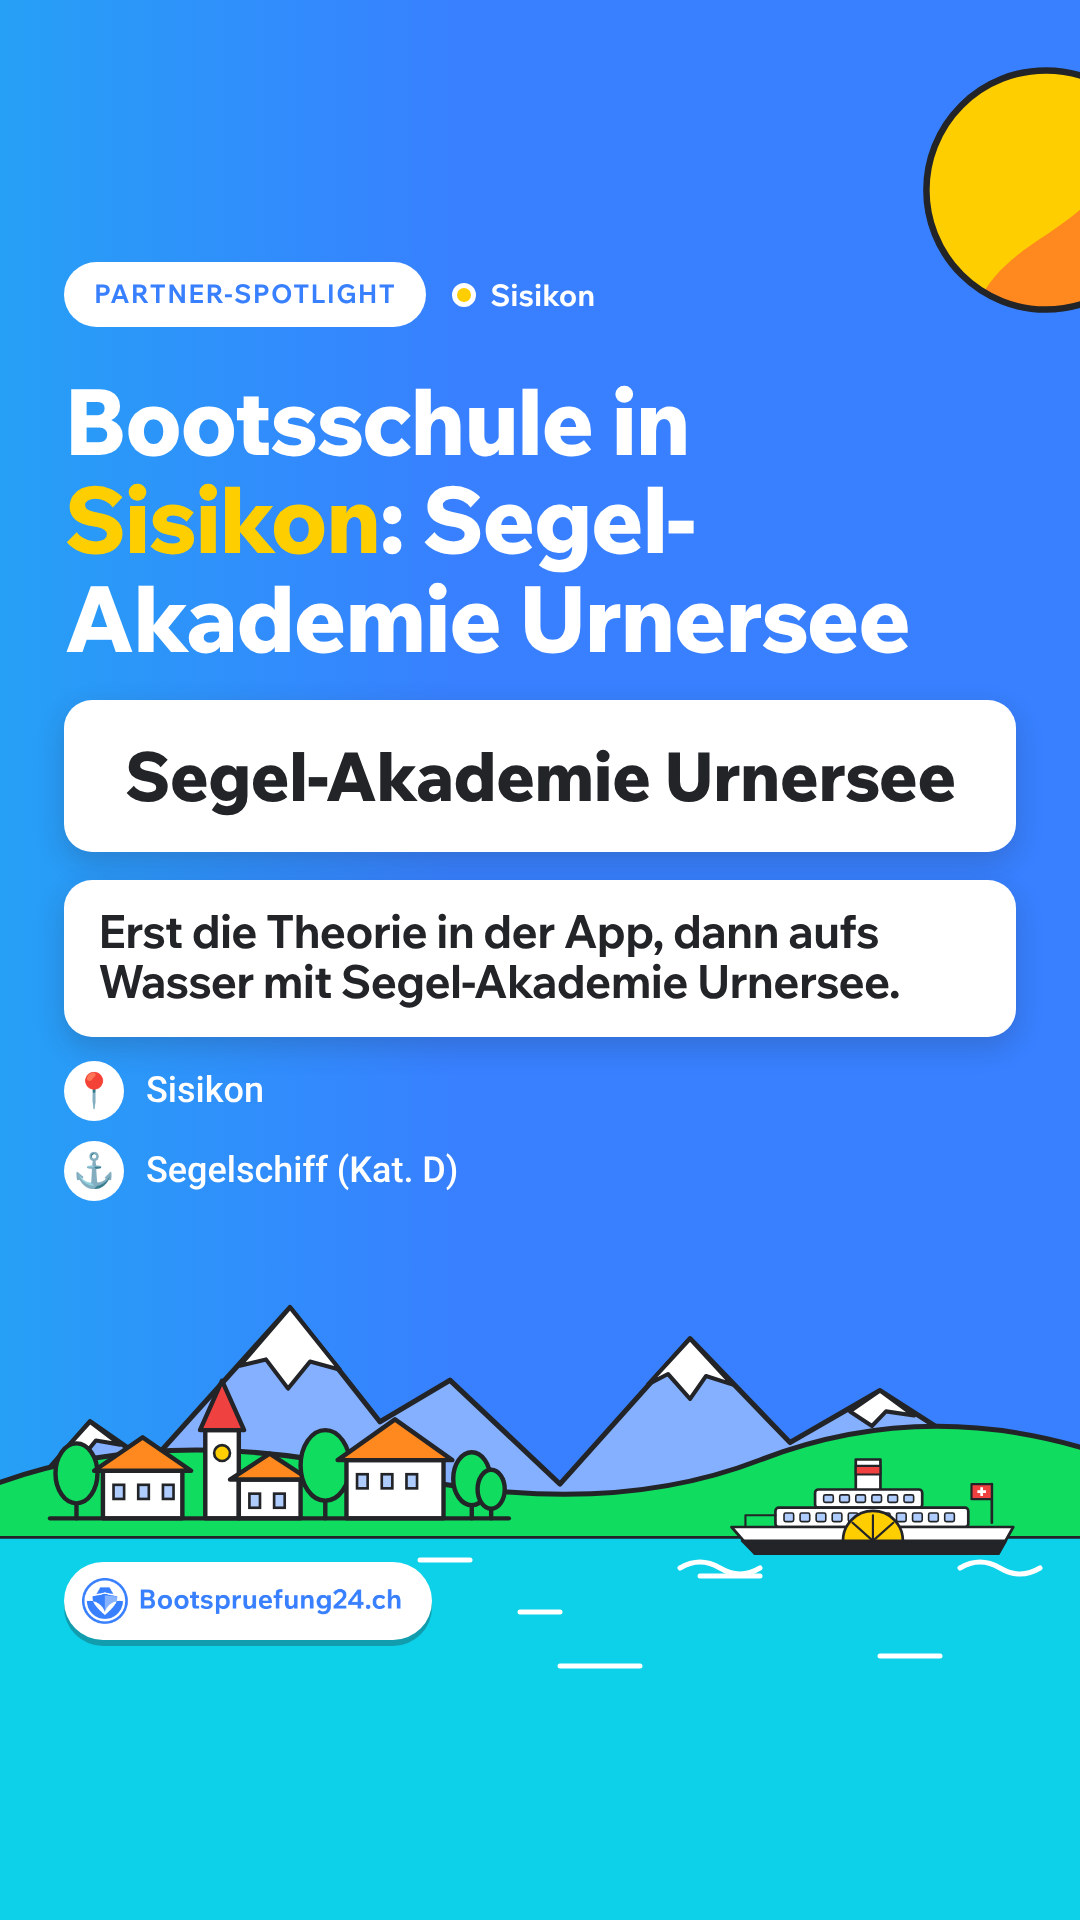 PARTNER-SPOTLIGHT
Sisikon
Bootsschule in
Sisikon: Segel-
Akademie Urnersee
Segel-Akademie Urnersee
Erst die Theorie in der App, dann aufs
Wasser mit Segel-Akademie Urnersee.
Sisikon
Segelschiff (Kat. D)
Bootspruefung24.ch